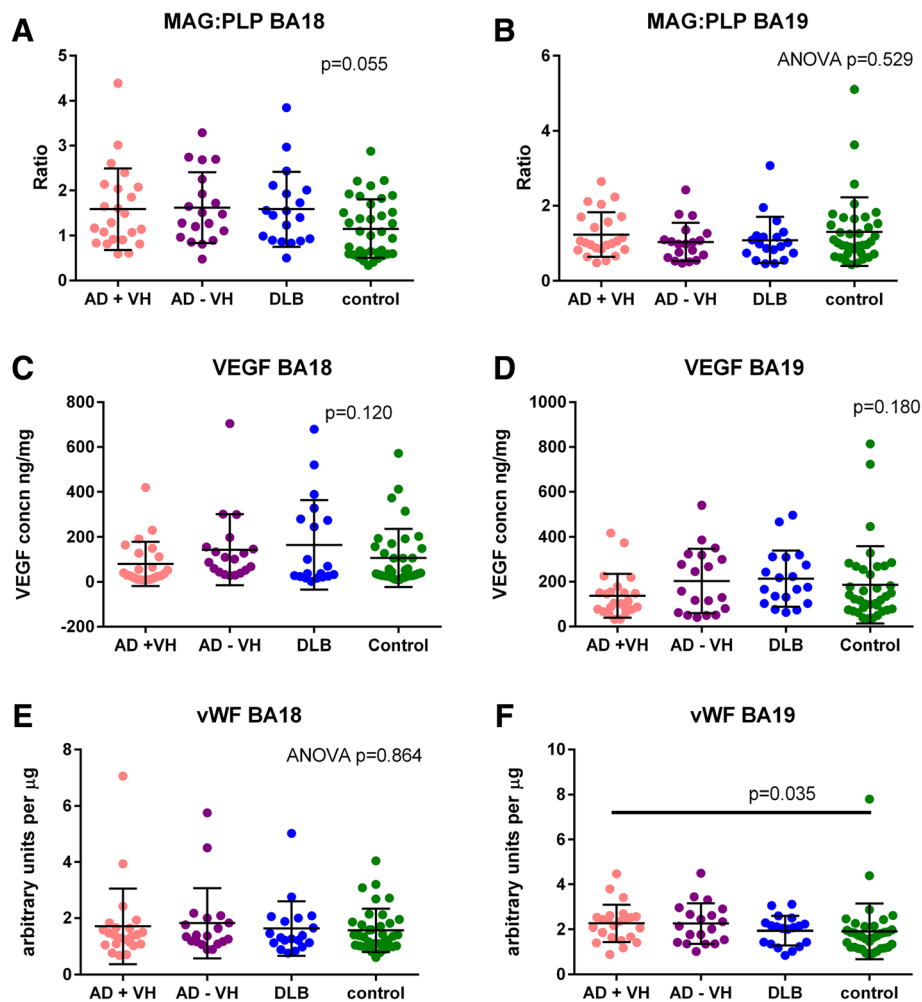 A
MAG:PLP BA18
p=0.055
Ratio
5
4
3
2
1
0
AD + VH AD - VH DLB control
B
MAG:PLP BA19
ANOVA p=0.529
Ratio
6
4
2
0
AD + VH AD - VH DLB control
C
VEGF BA18
p=0.120
VEGF concn ng/mg
800
600
400
200
0
-200
AD +VH AD - VH DLB Control
D
VEGF BA19
p=0.180
VEGF concn ng/mg
1000
800
600
400
200
0
AD +VH AD - VH DLB Control
E
vWF BA18
ANOVA p=0.864
arbitrary units per μg
8
6
4
2
0
AD + VH AD - VH DLB control
F
vWF BA19
p=0.035
arbitrary units per μg
10
8
6
4
2
0
AD + VH AD - VH DLB control